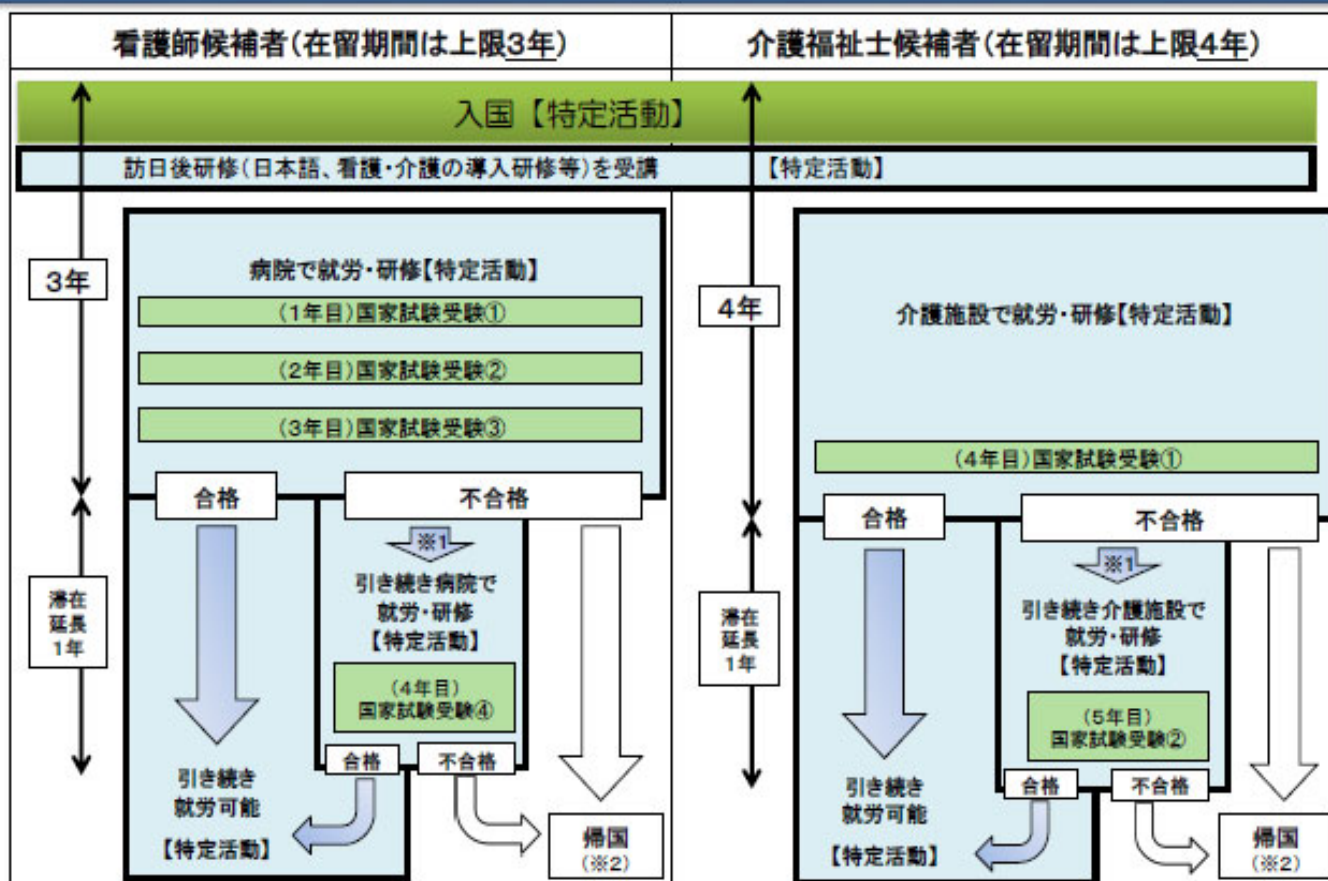 看護師候補者(在留期間は上限3年)
介護福祉士候補者(在留期間は上限4年)
入国【特定活動】
訪日後研修(日本語、看護・介護の導入研修等)を受講 【特定活動】
3年
病院で就労・研修【特定活動】
(1年目)国家試験受験①
(2年目)国家試験受験②
(3年目)国家試験受験③
合格
不合格
滞在
延長
1年
※1
引き続き病院で
就労・研修
【特定活動】
(4年目)
国家試験受験④
合格
不合格
引き続き
就労可能
【特定活動】
帰国
(※2)
4年
介護施設で就労・研修【特定活動】
(4年目)国家試験受験①
合格
不合格
滞在
延長
1年
※1
引き続き介護施設で
就労・研修
【特定活動】
(5年目)
国家試験受験②
合格
不合格
引き続き
就労可能
【特定活動】
帰国
(※2)